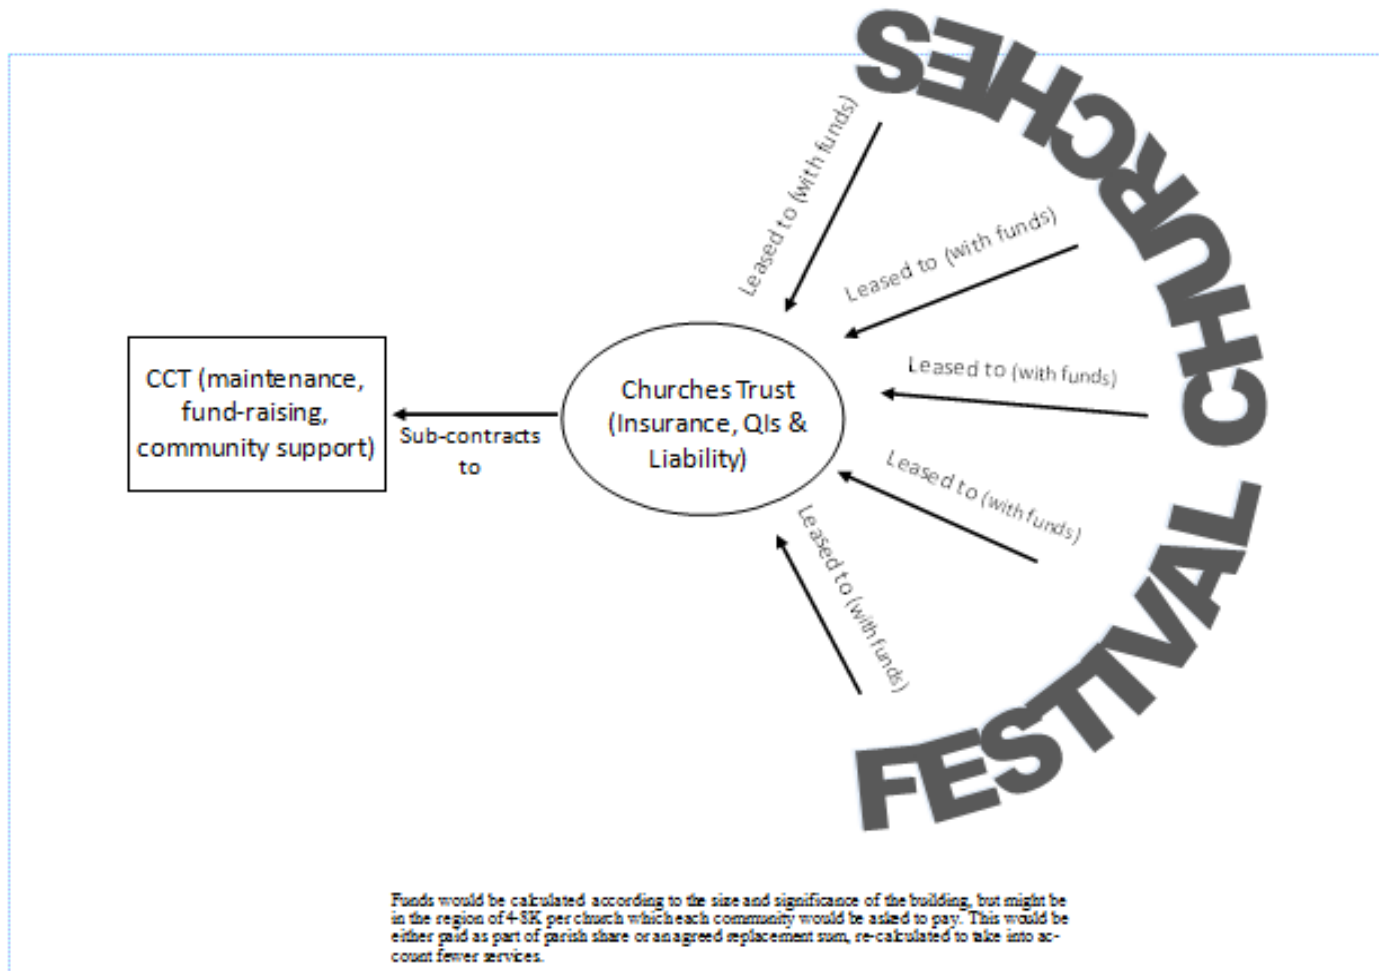 FESTIVAL CHURCHES
Leased to (with funds)
Leased to (with funds)
Leased to (with funds)
Leased to (with funds)
Leased to (with funds)
Churches Trust
(Insurance, QIs &
Liability)
Sub-contracts
to
CCT (maintenance,
fund-raising,
community support)
Funds would be calculated according to the size and significance of the building, but might be
in the region of 4-8K per church which each community would be asked to pay. This would be
either paid as part of parish share or an agreed replacement sum, re-calculated to take into ac-
count fewer services.